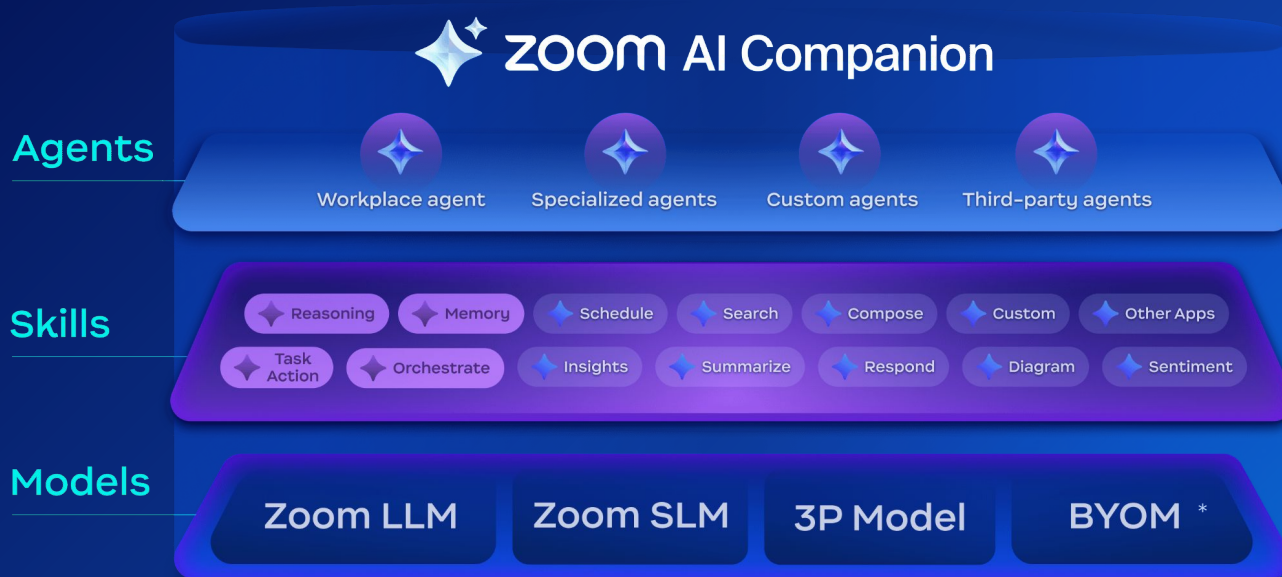 zoom AI Companion
Agents
Workplace agent Specialized agents Custom agents Third-party agents
Skills
Reasoning Memory Schedule Search Compose Custom Other Apps
Task
Action
Orchestrate Insights Summarize Respond Diagram Sentiment
Models
Zoom LLM Zoom SLM 3P Model BYOM *